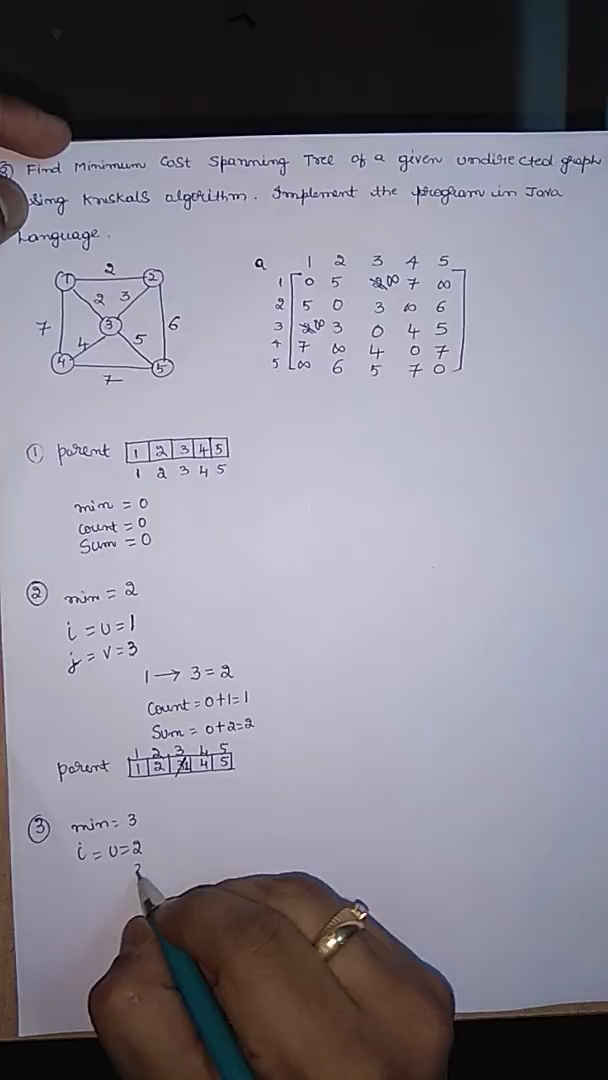 Find Minimum Cost Spanning Tree of a given undirected graph
using Kruskals algorithm. Implement the program in Java
Language.
1 2 3 4 5
2
2 3
7 4 5 6
7
a 1 2 3 4 5
1 0 5 ∞ 7 ∞
2 5 0 3 ∞ 6
3 ∞ 3 0 4 5
4 7 ∞ 4 0 7
5 ∞ 6 5 7 0
① parent 1 2 3 4 5
1 2 3 4 5
min = 0
count = 0
Sum = 0
② min = 2
i = u = 1
j = v = 3
1 → 3 = 2
Count = 0+1 = 1
Sum = 0+2 = 2
1 2 3 4 5
parent 1 2 1 4 5
③ min = 3
i = u = 2